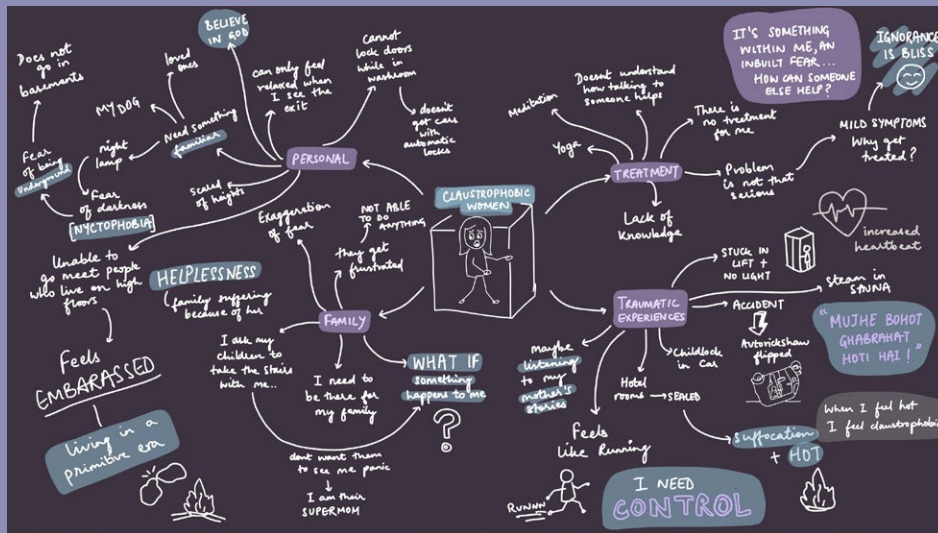 CLAUSTROPHOBIC
WOMEN
PERSONAL
BELIEVE
IN GOD
can only feel
relaxed when
I see the
exit
Cannot
lock doors
while in
washroom
doesnt
get cars
with
automatic
locks
Need something
familiar
loved
ones
MY DOG
night
lamp
Fear
of darkness
[NYCTOPHOBIA]
Fear
of being
underground
Does not
go in
basements
scared
of heights
Unable to
go meet people
who live on high
floors
Feels
EMBARASSED
living in a
primitive era
FAMILY
Exaggeration
of fear
they get
frustrated
NOT ABLE
TO DO
ANYTHING
HELPLESSNESS
family suffering
because of her
I ask my
children to
take the stairs
with me...
dont want them
to see me panic
I am their
SUPERMOM
I need to
be there for
my family
WHAT IF
something
happens to me
?
TREATMENT
Meditation
Yoga
Doesnt understand
how talking to
someone helps
There is
no treatment
for me
IT'S SOMETHING
WITHIN ME, AN
INBUILT FEAR...
HOW CAN SOMEONE
ELSE HELP?
Problem
is not that
serious
MILD SYMPTOMS
Why get
treated?
IGNORANCE
IS BLISS
Lack of
Knowledge
TRAUMATIC
EXPERIENCES
STUCK IN
LIFT +
NO LIGHT
increased
heartbeat
steam in
SAUNA
ACCIDENT
Autorickshaw
flipped
"MUJHE BOHOT
GHABRAHAT
HOTI HAI!"
Childlock
in Car
Hotel
rooms → SEALED
suffocation
+ HOT
When I feel hot
I feel claustrophobic
Maybe
listening
to my
mother's
stories
Feels
Like Running
RUNNNN
I NEED
CONTROL